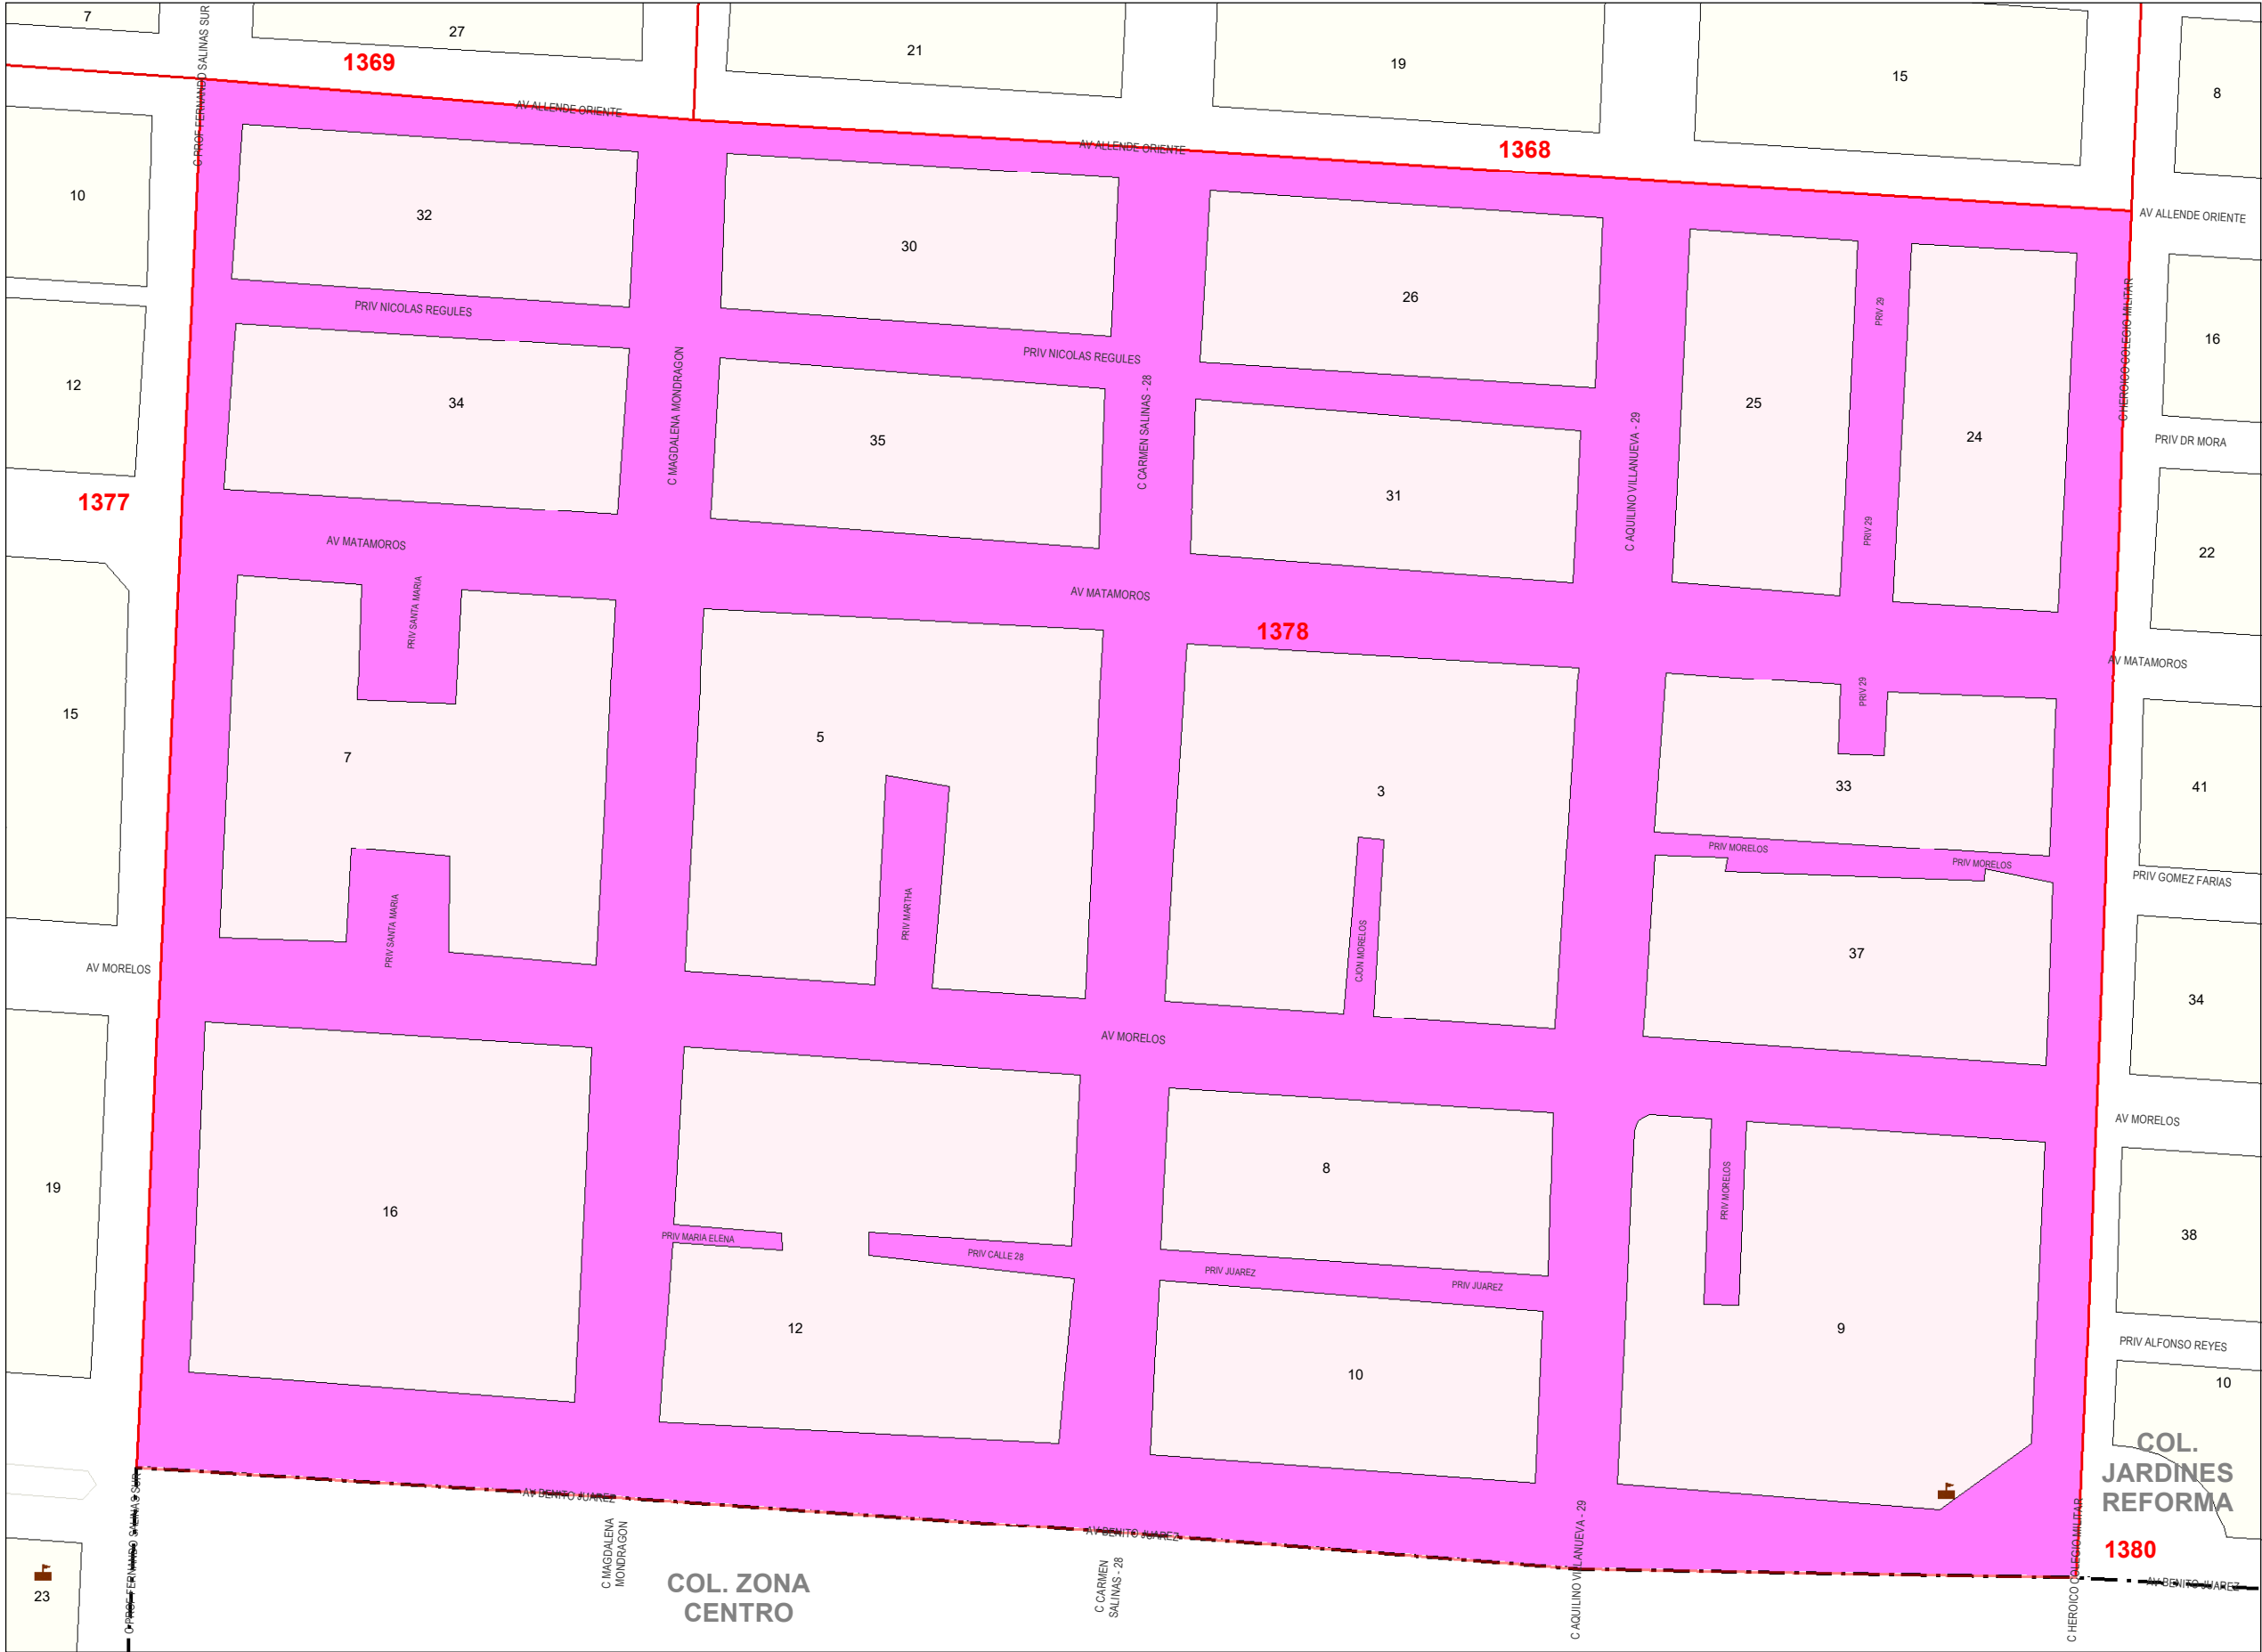 7
27
21
19
15
8
C PROF FERNANDO SALINAS SUR
1369
AV ALLENDE ORIENTE
AV ALLENDE ORIENTE
1368
10
32
30
26
AV ALLENDE ORIENTE
PRIV NICOLAS REGULES
PRIV NICOLAS REGULES
PRIV 29
C HEROICO COLEGIO MILITAR
16
12
34
C MAGDALENA MONDRAGON
35
C CARMEN SALINAS - 28
31
C AQUILINO VILLANUEVA - 29
25
24
PRIV DR MORA
1377
AV MATAMOROS
PRIV 29
22
PRIV SANTA MARIA
AV MATAMOROS
1378
AV MATAMOROS
PRIV 29
15
7
5
3
33
41
PRIV MORELOS
PRIV MORELOS
PRIV GOMEZ FARIAS
PRIV SANTA MARIA
PRIV MARTHA
CJON MORELOS
37
AV MORELOS
34
AV MORELOS
AV MORELOS
19
16
8
PRIV MORELOS
38
PRIV MARIA ELENA
PRIV CALLE 28
PRIV JUAREZ
PRIV JUAREZ
12
10
9
PRIV ALFONSO REYES
10
COL.
JARDINES
REFORMA
AV BENITO JUAREZ
AV BENITO JUAREZ
C PROF FERNANDO SALINAS SUR
C MAGDALENA
MONDRAGON
C CARMEN
SALINAS - 28
C AQUILINO VILLANUEVA - 29
C HEROICO COLEGIO MILITAR
1380
AV BENITO JUAREZ
23
COL. ZONA
CENTRO